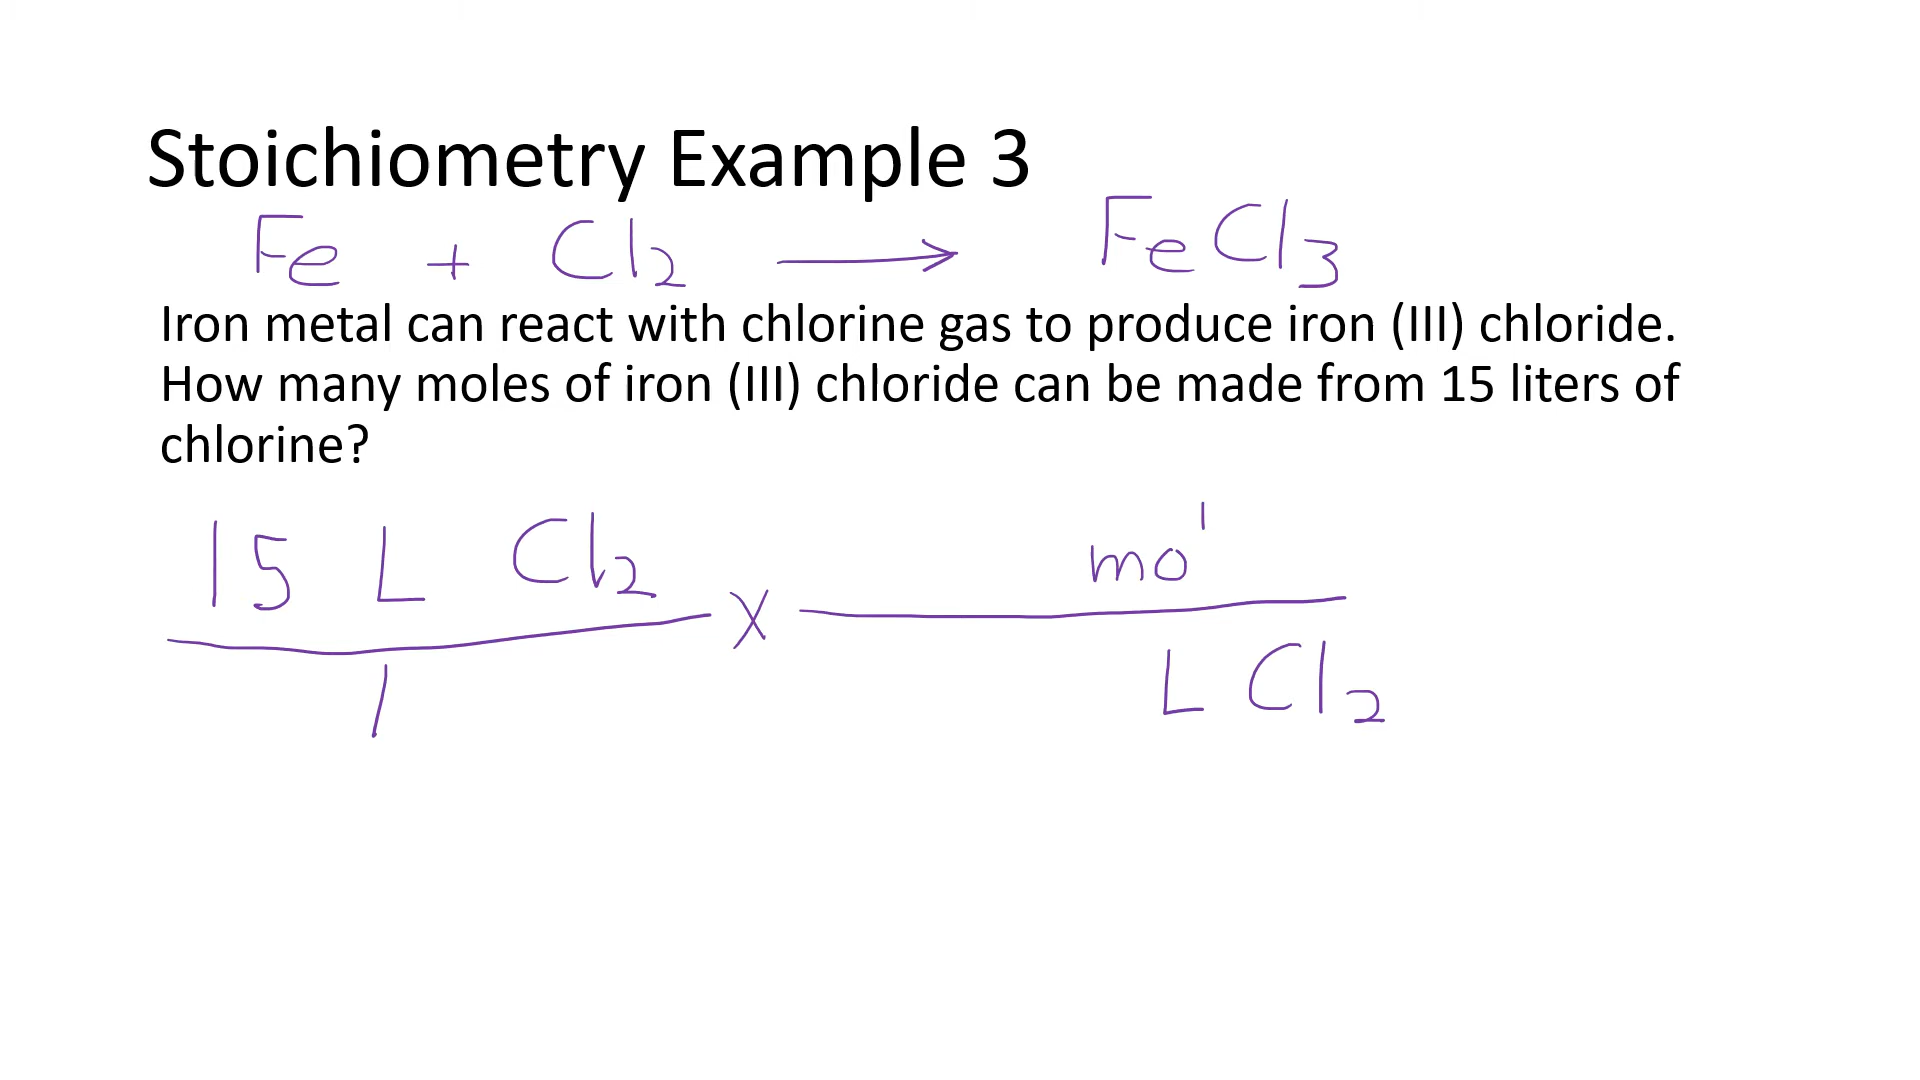 Stoichiometry Example 3
Fe + Cl₂ → FeCl₃
Iron metal can react with chlorine gas to produce iron (III) chloride.
How many moles of iron (III) chloride can be made from 15 liters of
chlorine?
15 L Cl₂ x mol
1 L Cl₂